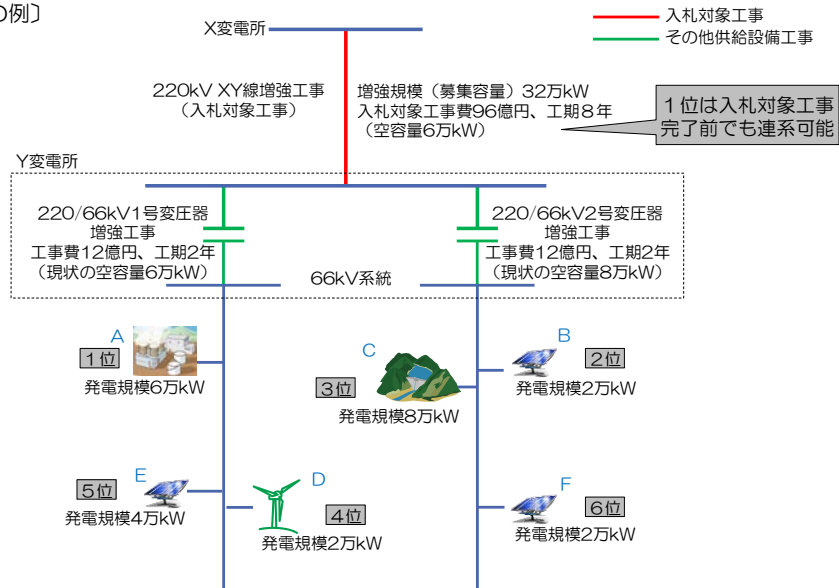 の例〕
X変電所
入札対象工事
その他供給設備工事
220kV XY線増強工事
（入札対象工事）
増強規模（募集容量）32万kW
入札対象工事費96億円、工期8年
（空容量6万kW）
1位は入札対象工事
完了前でも連系可能
Y変電所
220/66kV1号変圧器
増強工事
工事費12億円、工期2年
（現状の空容量6万kW）
220/66kV2号変圧器
増強工事
工事費12億円、工期2年
（現状の空容量8万kW）
66kV系統
A
1位
発電規模6万kW
C
3位
発電規模8万kW
B
2位
発電規模2万kW
E
5位
発電規模4万kW
D
4位
発電規模2万kW
F
6位
発電規模2万kW